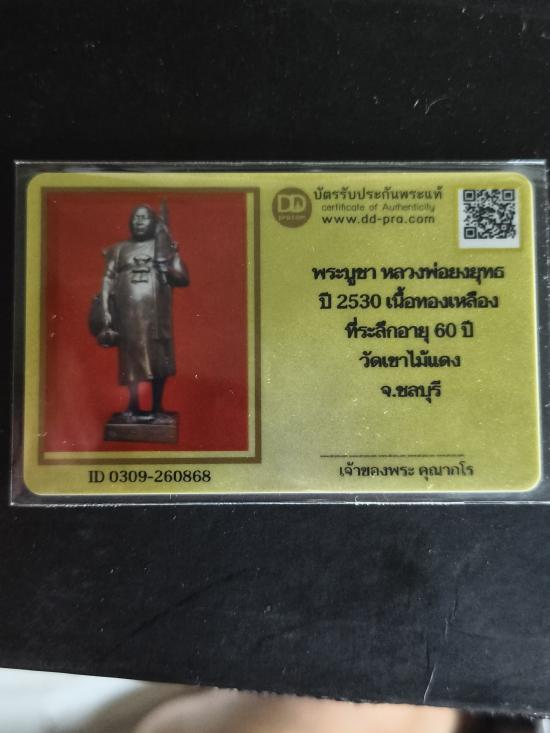 DD
pra.com
บัตรรับประกันพระแท้
certificate of Authenticity
www.dd-pra.com
พระบูชา หลวงพ่อยงยุทธ
ปี 2530 เนื้อทองเหลือง
ที่ระลึกอายุ 60 ปี
วัดเขาไม้แดง
จ.ชลบุรี
เจ้าของพระ คุณากโร
ID 0309-260868